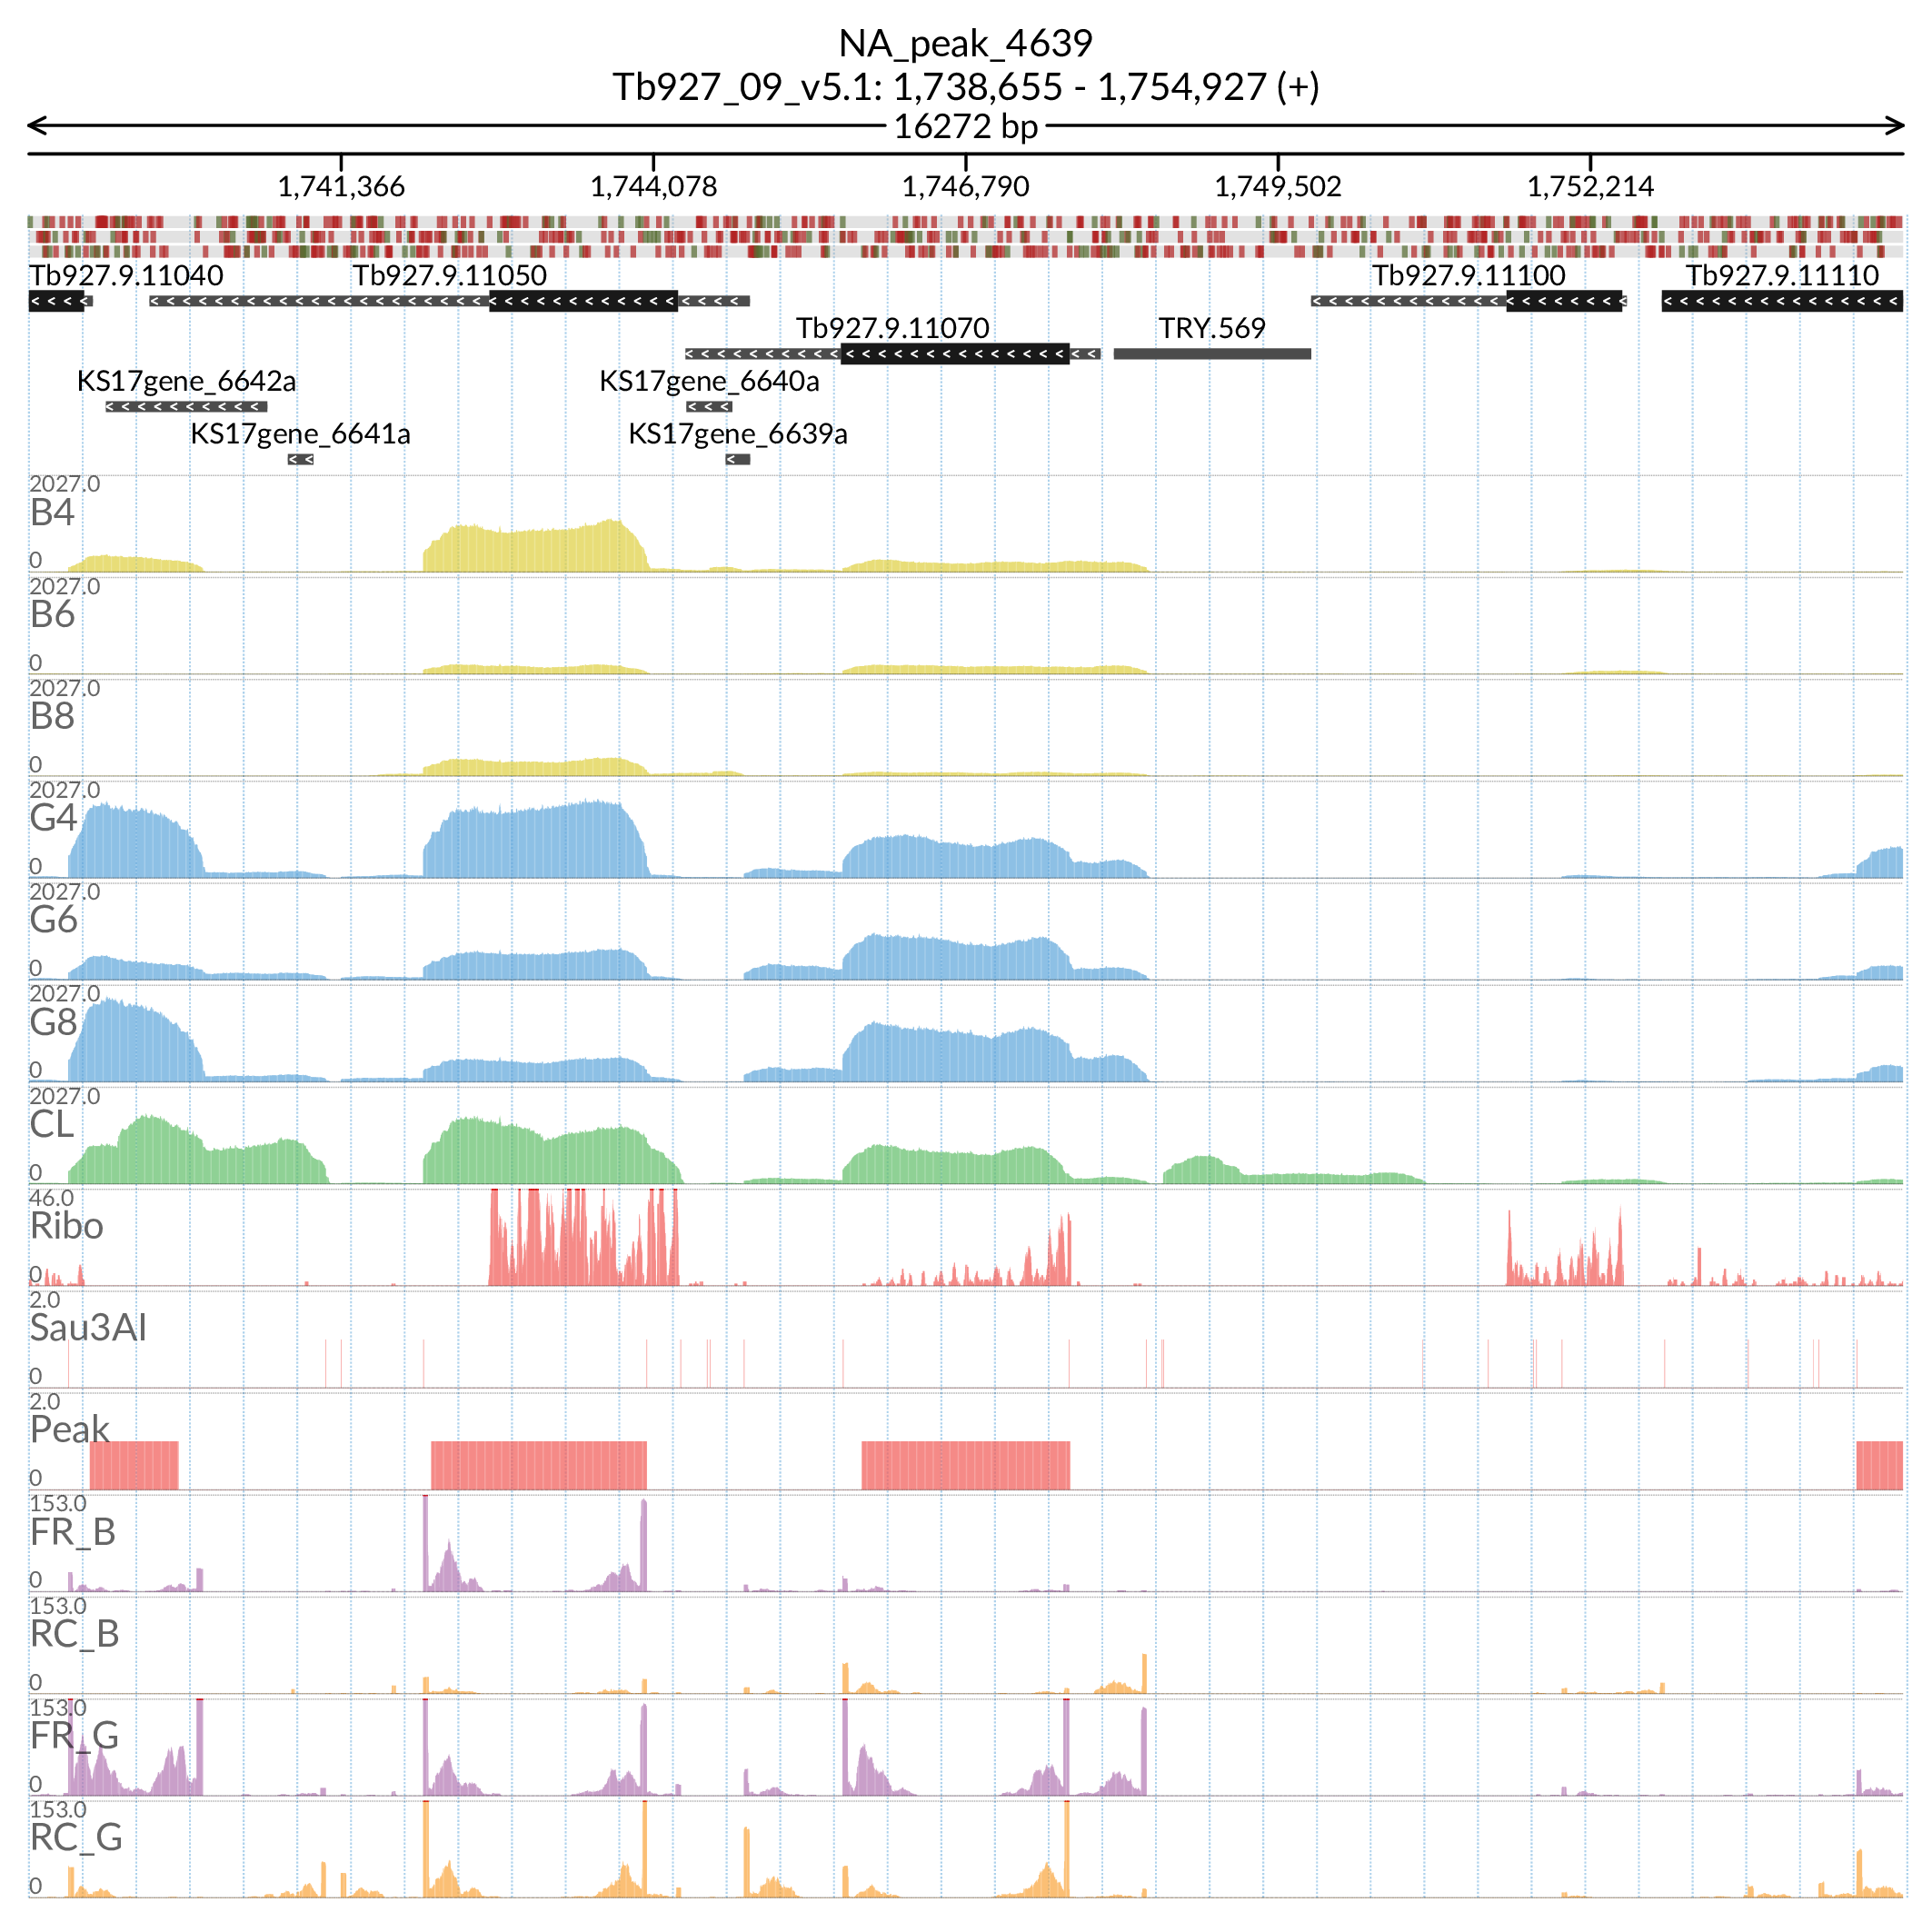 NA_peak_4639
Tb927_09_v5.1: 1,738,655 - 1,754,927 (+)
16272 bp
1,741,366 1,744,078 1,746,790 1,749,502 1,752,214
Tb927.9.11040 Tb927.9.11050 Tb927.9.11100 Tb927.9.11110
Tb927.9.11070 TRY.569
KS17gene_6642a KS17gene_6640a
KS17gene_6641a KS17gene_6639a
2027.0
B4
0
2027.0
B6
0
2027.0
B8
0
2027.0
G4
0
2027.0
G6
0
2027.0
G8
0
2027.0
CL
0
46.0
Ribo
0
2.0
Sau3AI
0
2.0
Peak
0
153.0
FR_B
0
153.0
RC_B
0
153.0
FR_G
0
153.0
RC_G
0